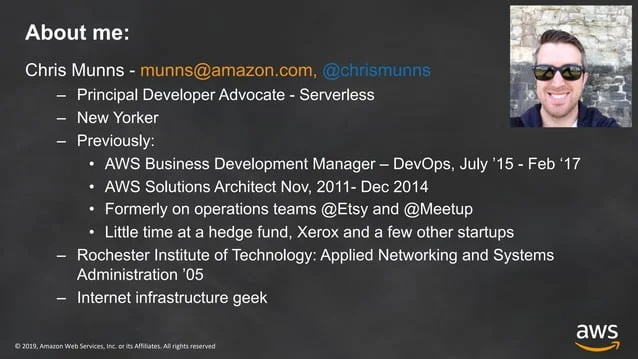 About me:
Chris Munns - munns@amazon.com, @chrismunns
– Principal Developer Advocate - Serverless
– New Yorker
– Previously:
• AWS Business Development Manager – DevOps, July ’15 - Feb ‘17
• AWS Solutions Architect Nov, 2011- Dec 2014
• Formerly on operations teams @Etsy and @Meetup
• Little time at a hedge fund, Xerox and a few other startups
– Rochester Institute of Technology: Applied Networking and Systems
Administration ’05
– Internet infrastructure geek
© 2019, Amazon Web Services, Inc. or its Affiliates. All rights reserved
aws